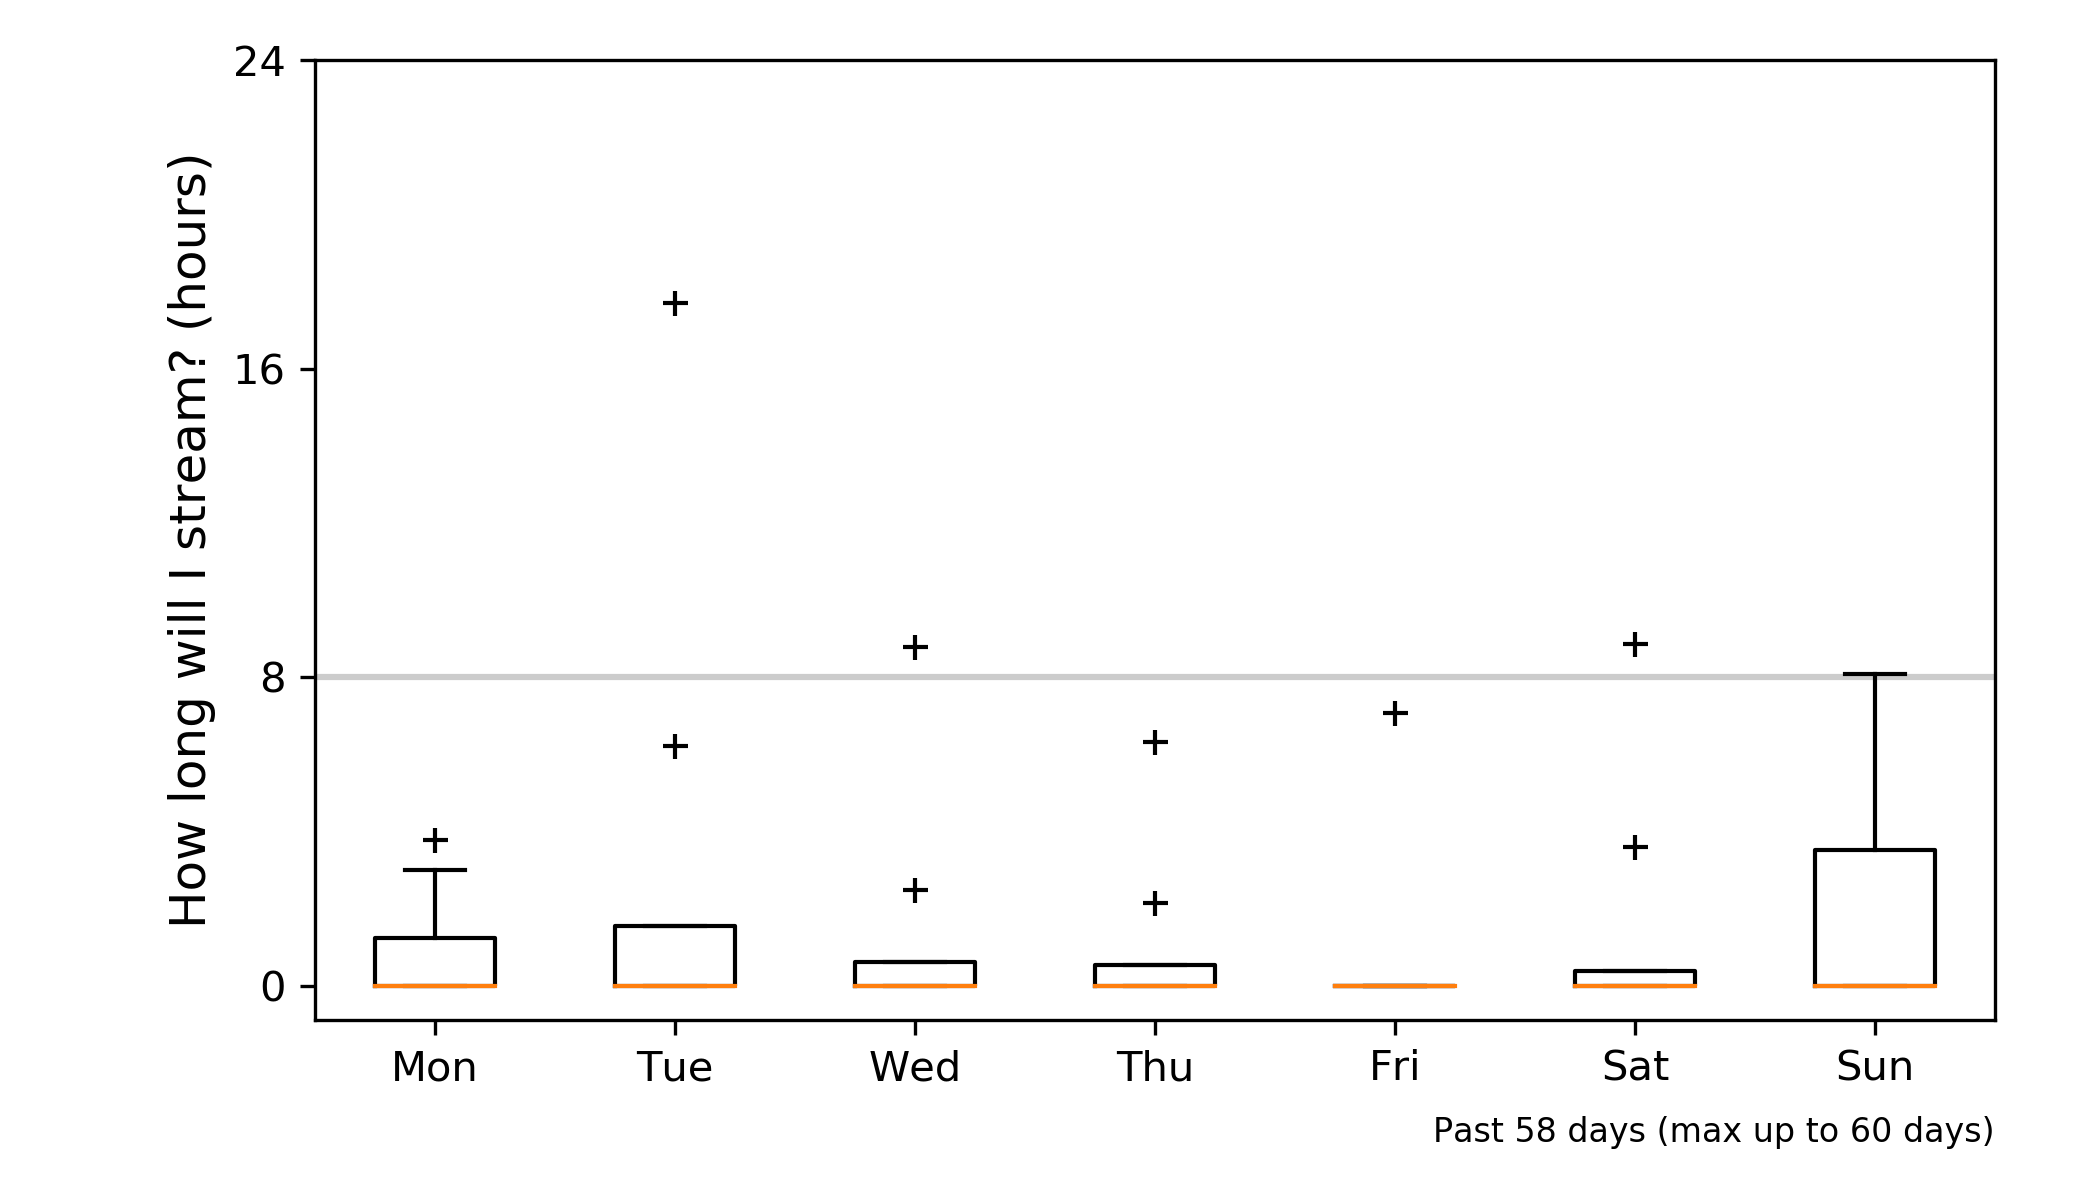 How long will I stream? (hours)
24
16
8
0
Mon Tue Wed Thu Fri Sat Sun
Past 58 days (max up to 60 days)